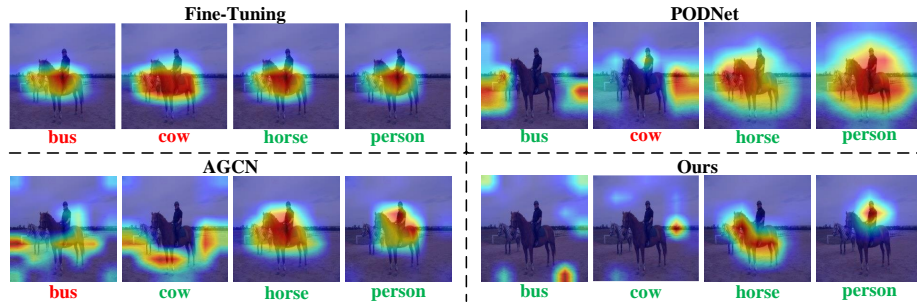 Fine-Tuning
bus cow horse person
PODNet
bus cow horse person
AGCN
bus cow horse person
Ours
bus cow horse person